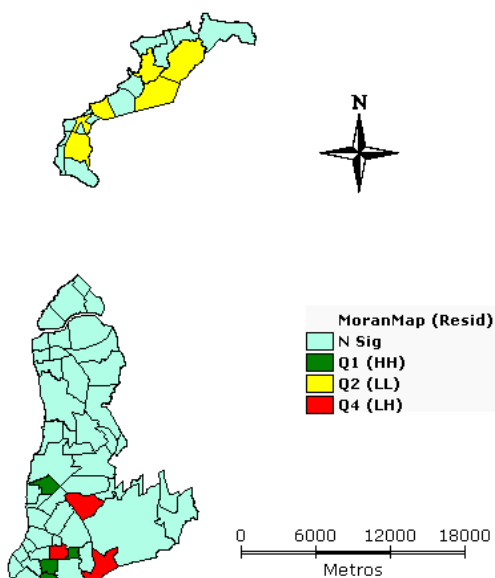 N
MoranMap (Resid)
N Sig
Q1 (HH)
Q2 (LL)
Q4 (LH)
0 6000 12000 18000
Metros